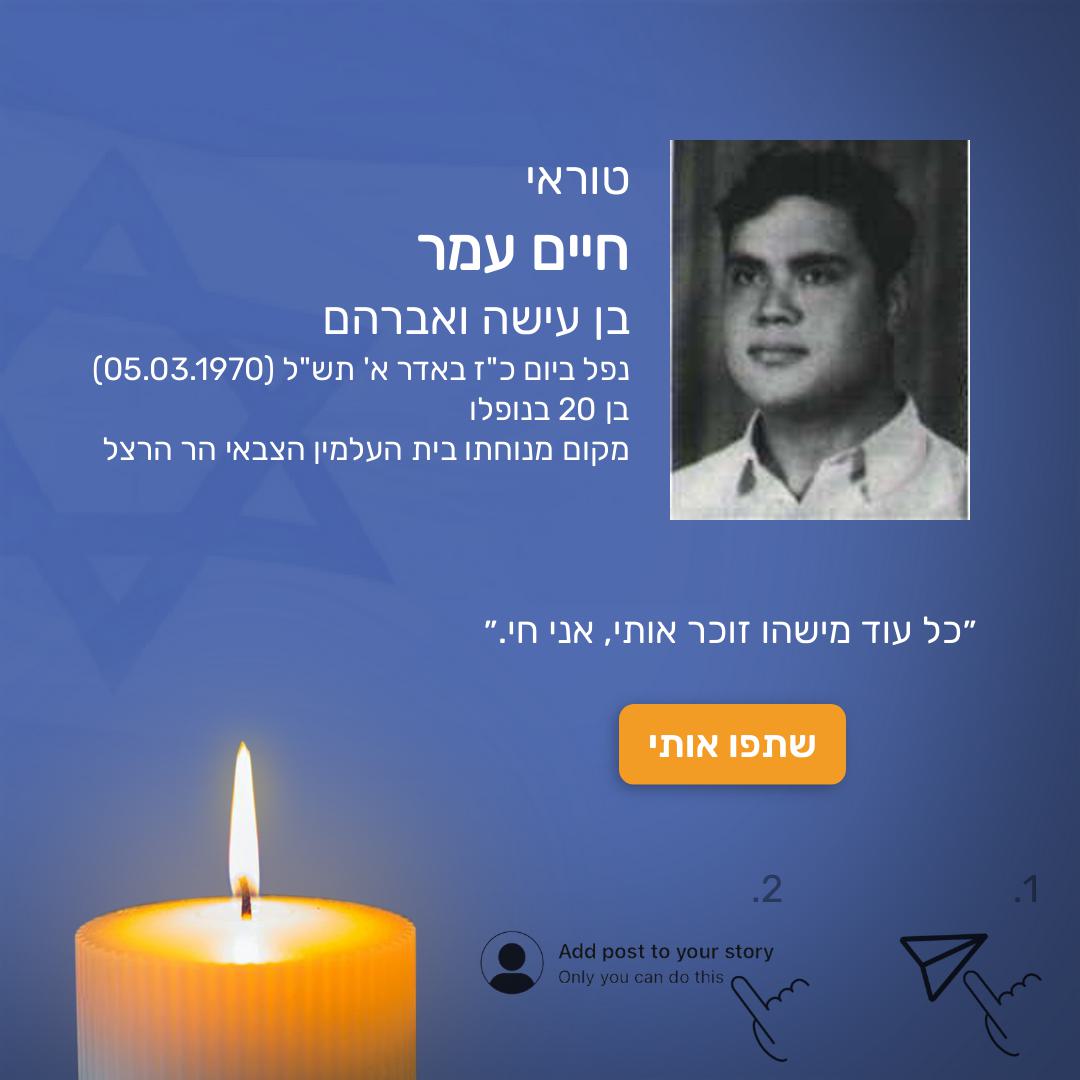 טוראי
חיים עמר
בן עישה ואברהם
נפל ביום כ"ז באדר א' תש"ל (05.03.1970)
בן 20 בנופלו
מקום מנוחתו בית העלמין הצבאי הר הרצל
״כל עוד מישהו זוכר אותי, אני חי.״
שתפו אותי
1.
2.
Add post to your story
Only you can do this